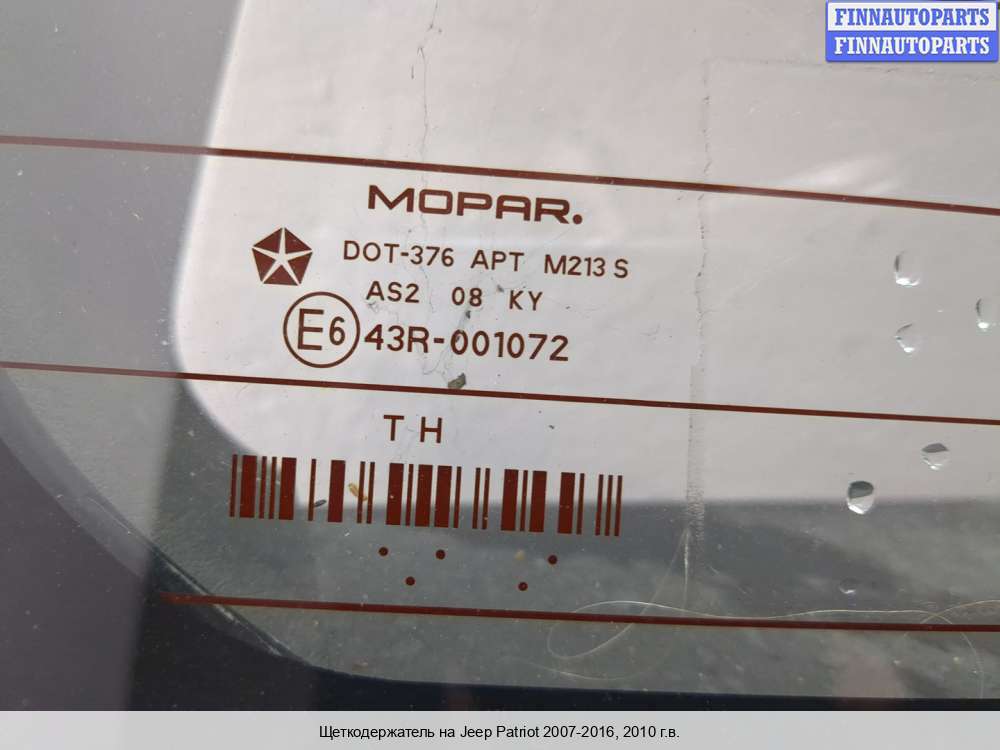 FINNAUTOPARTS
FINNAUTOPARTS
MOPAR.
DOT-376 APT M213 S
AS2 08 KY
E6 43R-001072
T H
Щеткодержатель на Jeep Patriot 2007-2016, 2010 г.в.